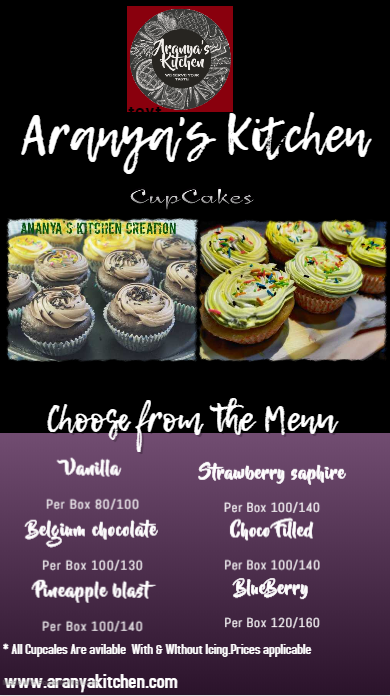 Aranya's
Kitchen
WE SERVE YOUR
TASTE
text
Aranya's Kitchen
CupCakes
ANANYA'S KITCHEN CREATION
Choose from the Menu
Vanilla
Per Box 80/100
Strawberry saphire
Per Box 100/140
Belgium chocolate
Per Box 100/130
Choco Filled
Per Box 100/140
Pineapple blast
Per Box 100/140
BlueBerry
Per Box 120/160
* All Cupcales Are avilable With & WIthout Icing.Prices applicable
www.aranyakitchen.com